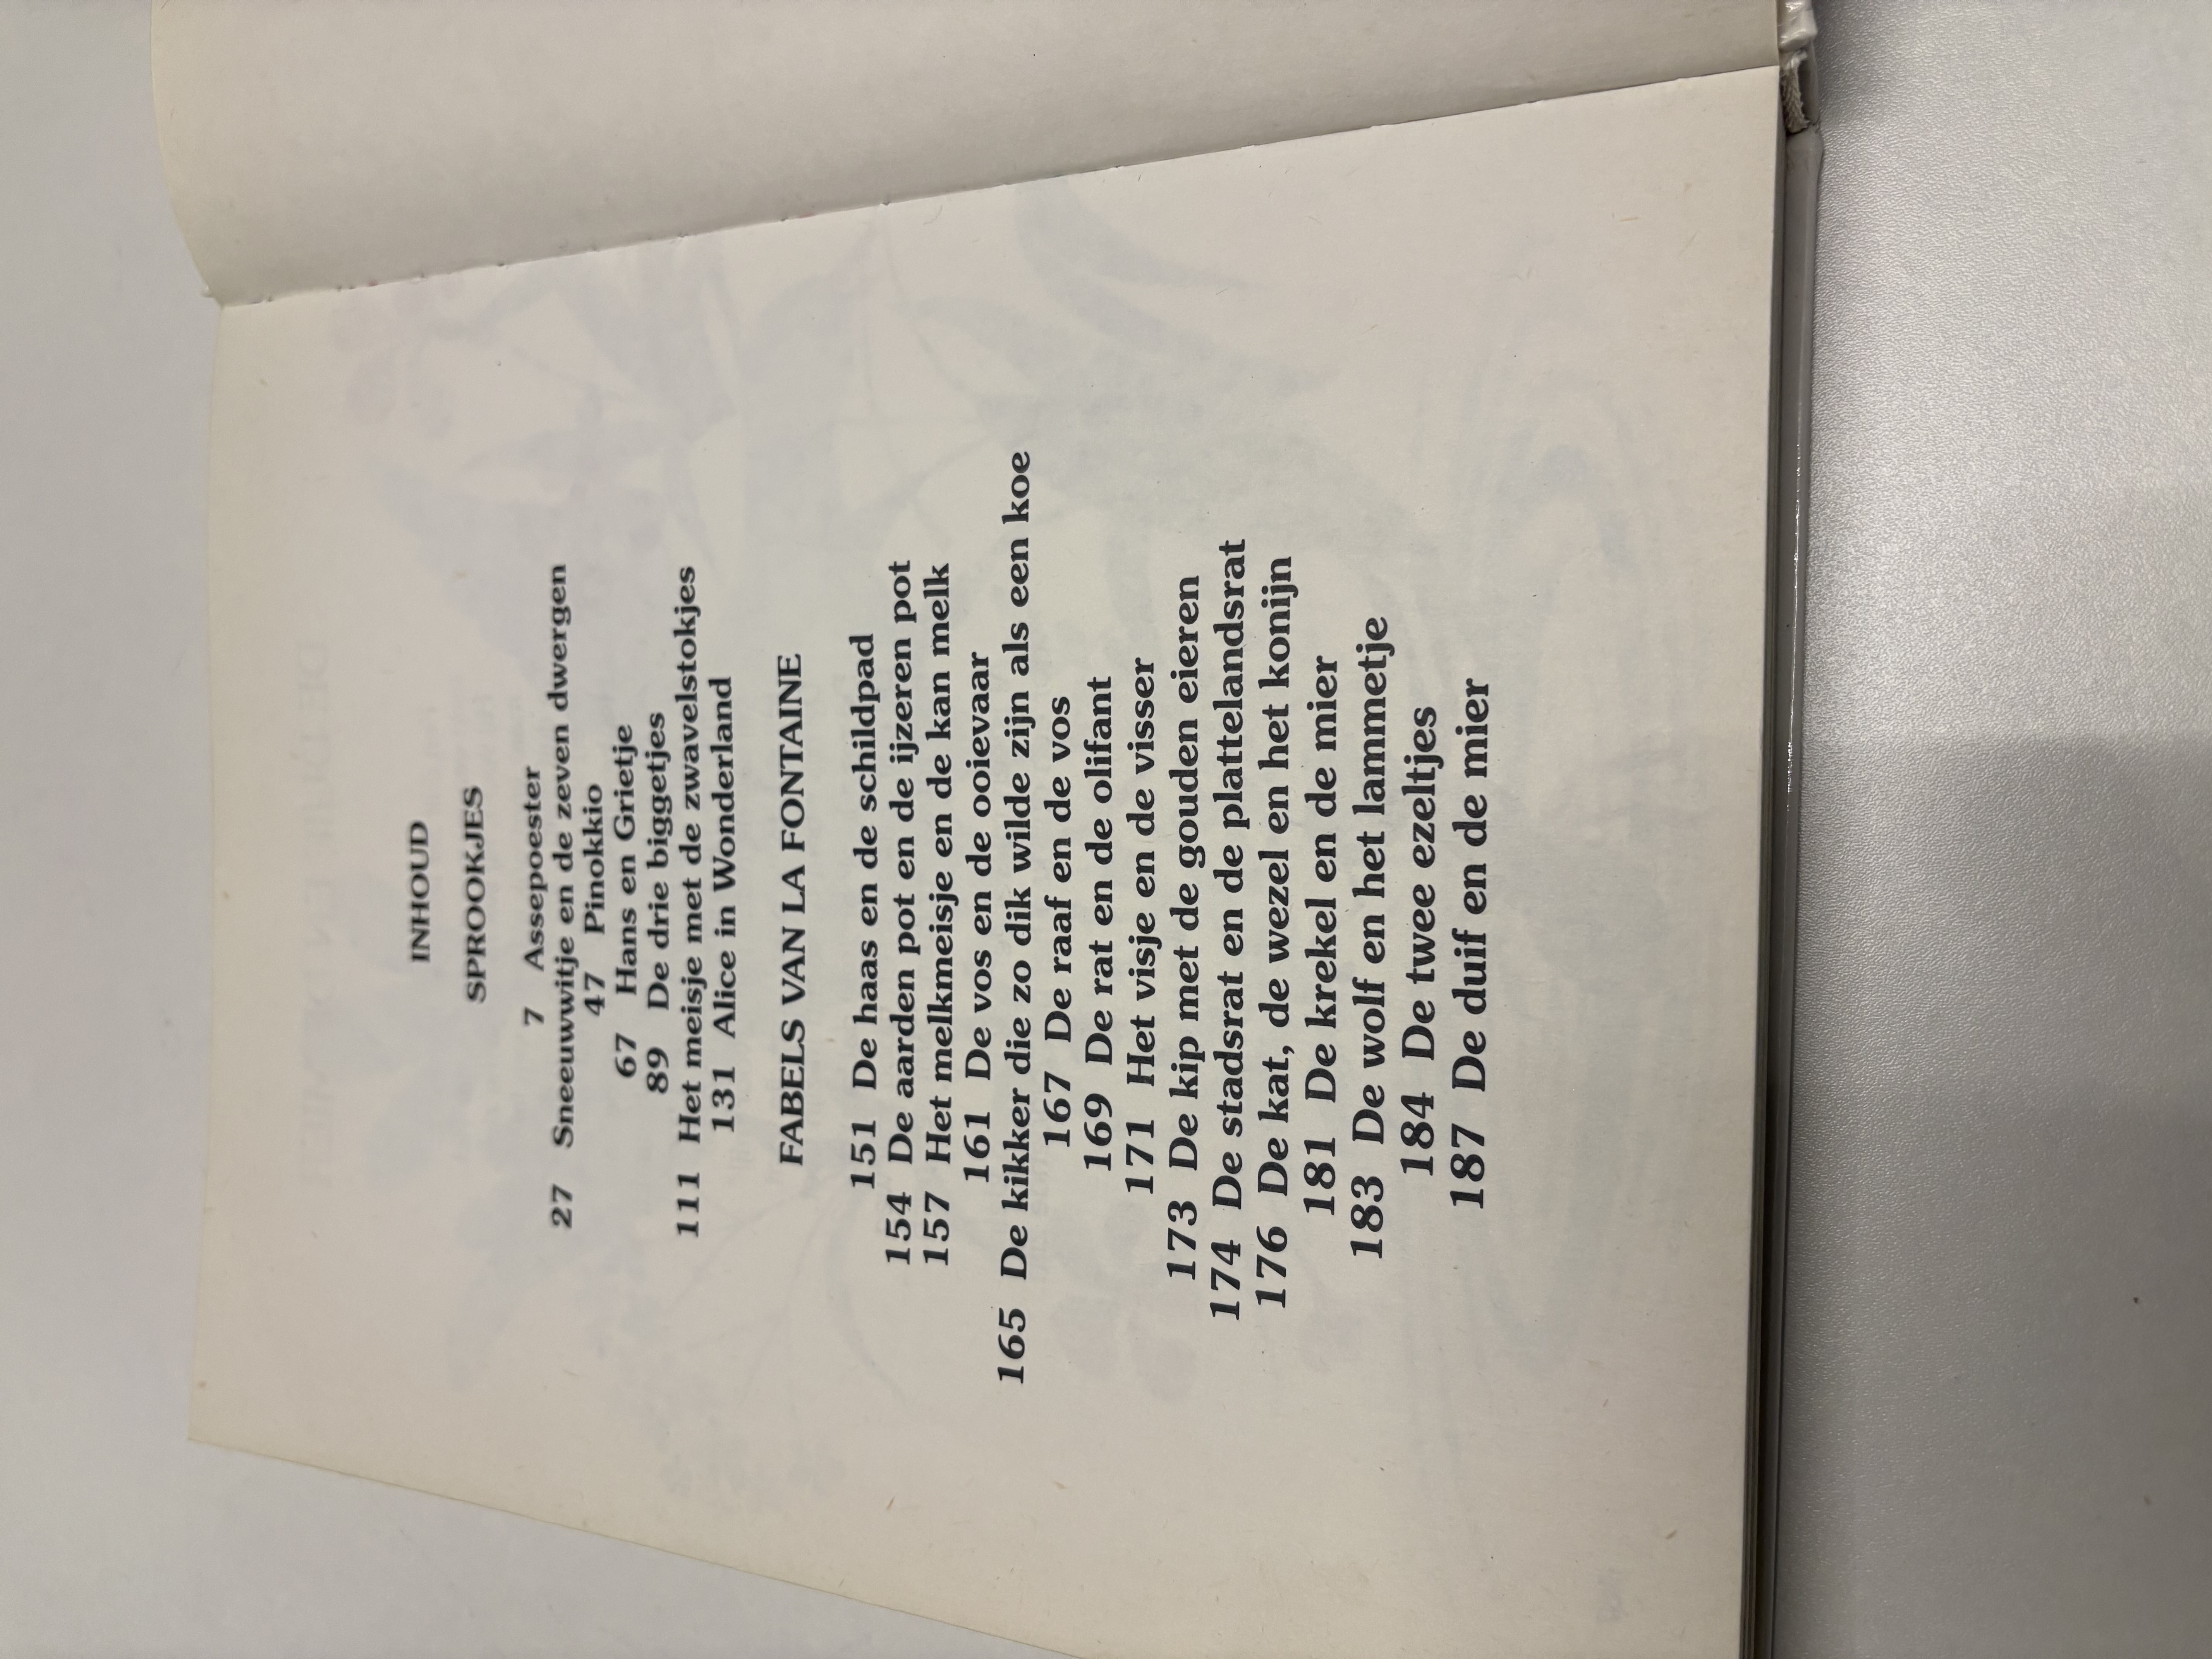 INHOUD
SPROOKJES
7 Assepoester
27 Sneeuwwitje en de zeven dwergen
47 Pinokkio
67 Hans en Grietje
89 De drie biggetjes
111 Het meisje met de zwavelstokjes
131 Alice in Wonderland
FABELS VAN LA FONTAINE
151 De haas en de schildpad
154 De aarden pot en de ijzeren pot
157 Het melkmeisje en de kan melk
161 De vos en de ooievaar
165 De kikker die zo dik wilde zijn als een koe
167 De raaf en de vos
169 De rat en de olifant
171 Het visje en de visser
173 De kip met de gouden eieren
174 De stadsrat en de plattelandsrat
176 De kat, de wezel en het konijn
181 De krekel en de mier
183 De wolf en het lammetje
184 De twee ezeltjes
187 De duif en de mier